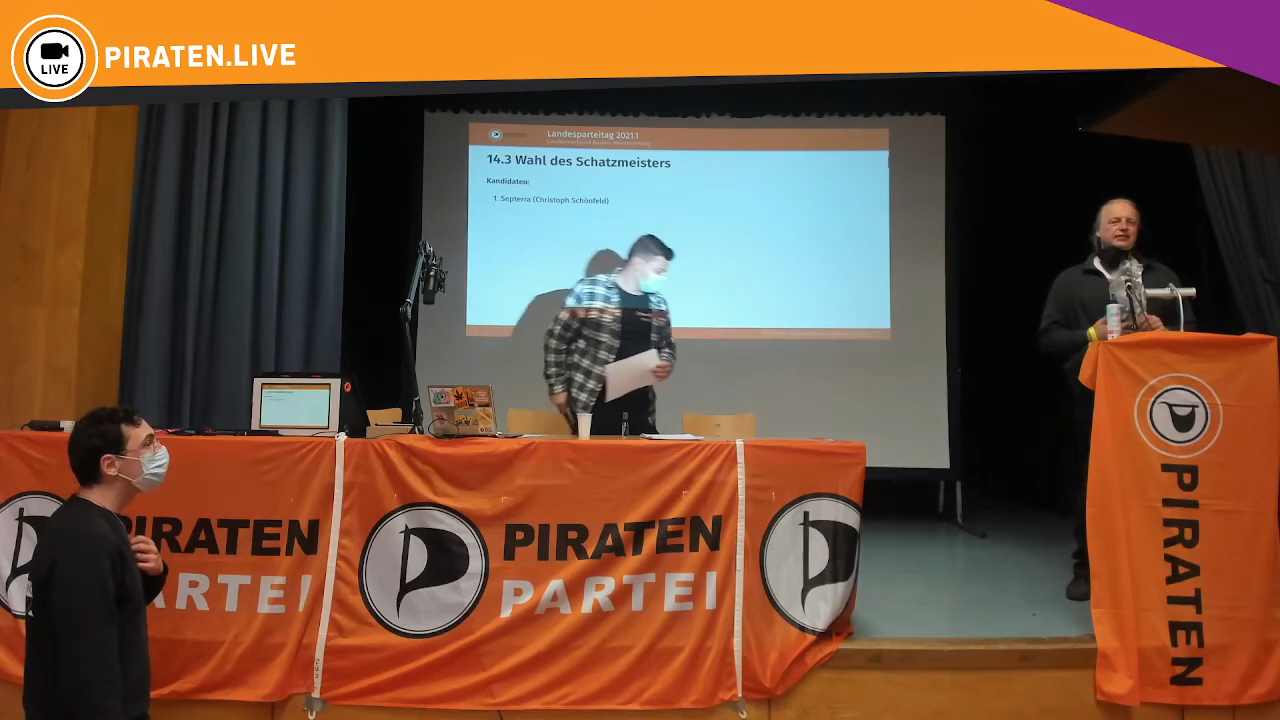 LIVE
PIRATEN.LIVE
Landesparteitag 2021.1
14.3 Wahl des Schatzmeisters
Kandidaten:
1. Septerra (Christoph Schönfeld)
PIRATEN
PARTEI
PIRATEN
PARTEI
PIRATEN